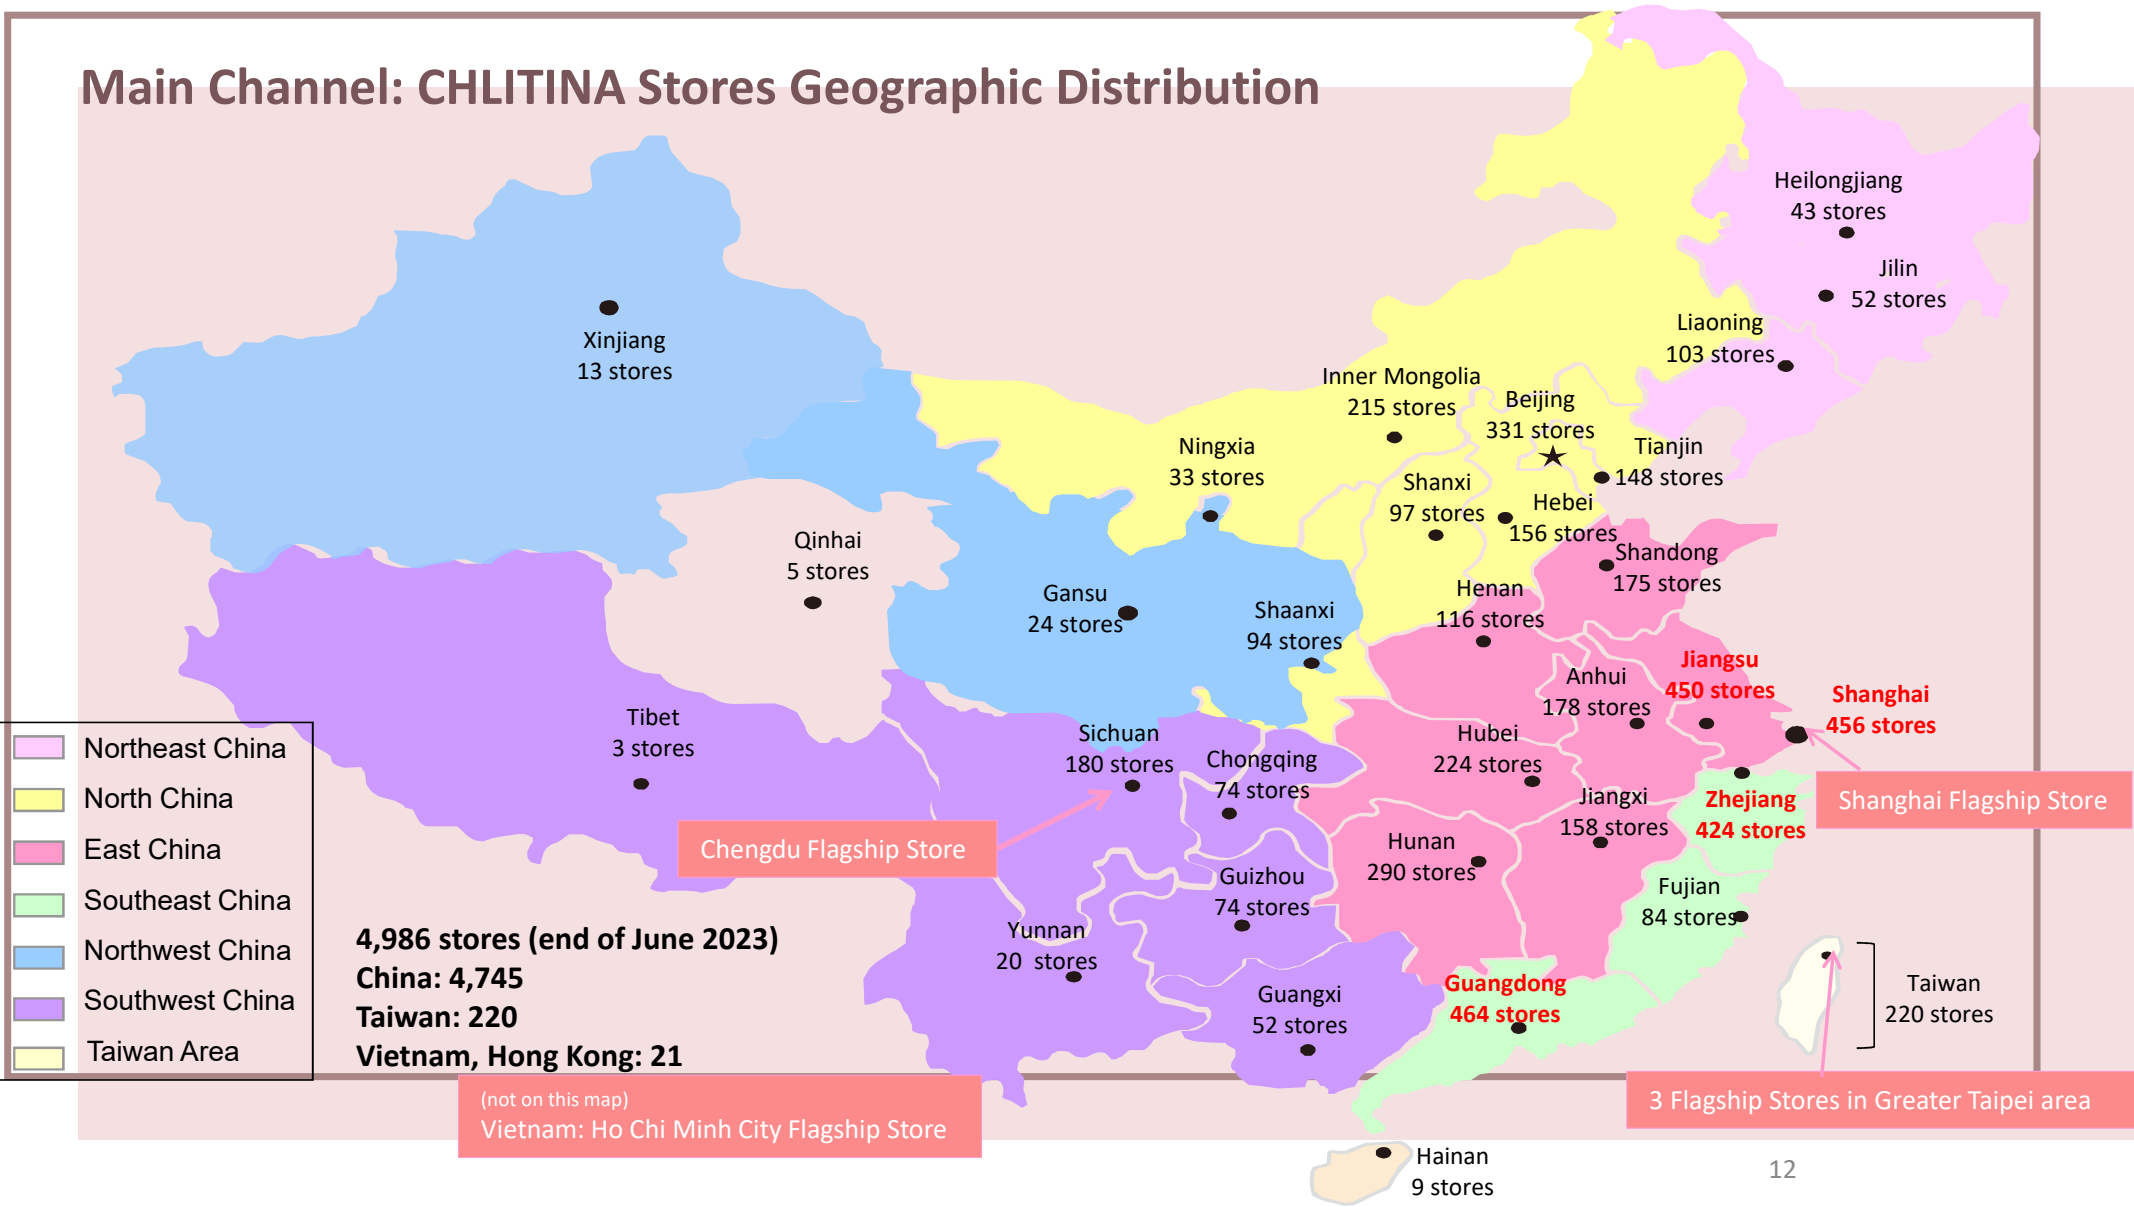 Main Channel: CHLITINA Stores Geographic Distribution
Heilongjiang
43 stores
Jilin
52 stores
Liaoning
103 stores
Xinjiang
13 stores
Inner Mongolia
215 stores
Beijing
331 stores
Ningxia
33 stores
Tianjin
148 stores
Shanxi
97 stores
Hebei
156 stores
Qinhai
5 stores
Shandong
175 stores
Gansu
24 stores
Shaanxi
94 stores
Henan
116 stores
Anhui
178 stores
Jiangsu
450 stores
Shanghai
456 stores
Tibet
3 stores
Sichuan
180 stores
Chongqing
74 stores
Hubei
224 stores
Jiangxi
158 stores
Zhejiang
424 stores
Shanghai Flagship Store
Chengdu Flagship Store
Hunan
290 stores
Guizhou
74 stores
Fujian
84 stores
Yunnan
20 stores
Guangxi
52 stores
Guangdong
464 stores
Taiwan
220 stores
Northeast China
North China
East China
Southeast China
Northwest China
Southwest China
Taiwan Area
4,986 stores (end of June 2023)
China: 4,745
Taiwan: 220
Vietnam, Hong Kong: 21
(not on this map)
Vietnam: Ho Chi Minh City Flagship Store
3 Flagship Stores in Greater Taipei area
Hainan
9 stores
12